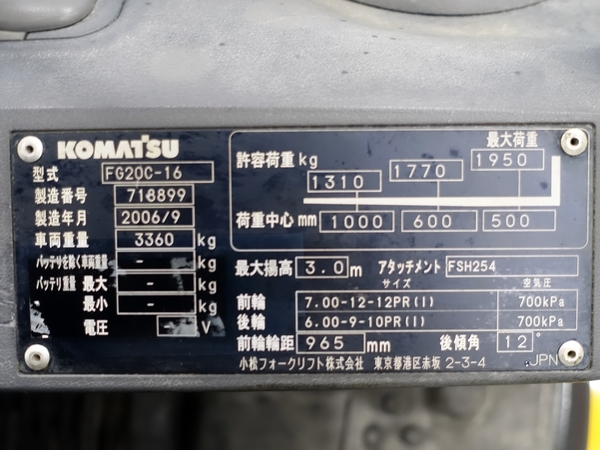 KOMATSU
型式 FG20C-16
製造番号 718899
製造年月 2006/9
車両重量 3360 kg
バッテリを除く車両重量 - kg
バッテリ重量 最大 - kg
最小 - kg
電圧 - V
最大荷重
許容荷重 kg 1310 1770 1950
荷重中心 mm 1000 600 500
最大揚高 3.0 m アタッチメント FSH254
サイズ 空気圧
前輪 7.00-12-12PR(I) 700kPa
後輪 6.00-9-10PR(I) 700kPa
前輪輪距 965 mm 後傾角 12°
小松フォークリフト株式会社 東京都港区赤坂 2-3-4 JPN